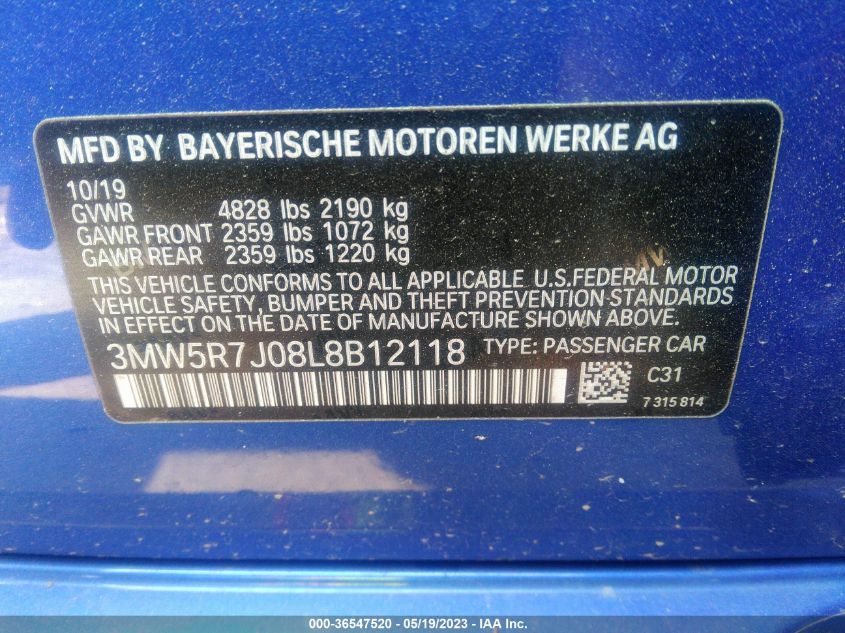 MFD BY BAYERISCHE MOTOREN WERKE AG
10/19
GVWR 4828 lbs 2190 kg
GAWR FRONT 2359 lbs 1072 kg
GAWR REAR 2359 lbs 1220 kg
THIS VEHICLE CONFORMS TO ALL APPLICABLE U.S.FEDERAL MOTOR
VEHICLE SAFETY, BUMPER AND THEFT PREVENTION STANDARDS
IN EFFECT ON THE DATE OF MANUFACTURE SHOWN ABOVE.
3MW5R7J08L8B12118 TYPE: PASSENGER CAR
C31
7 315 814
000-36547520 - 05/19/2023 - © IAA, Inc.